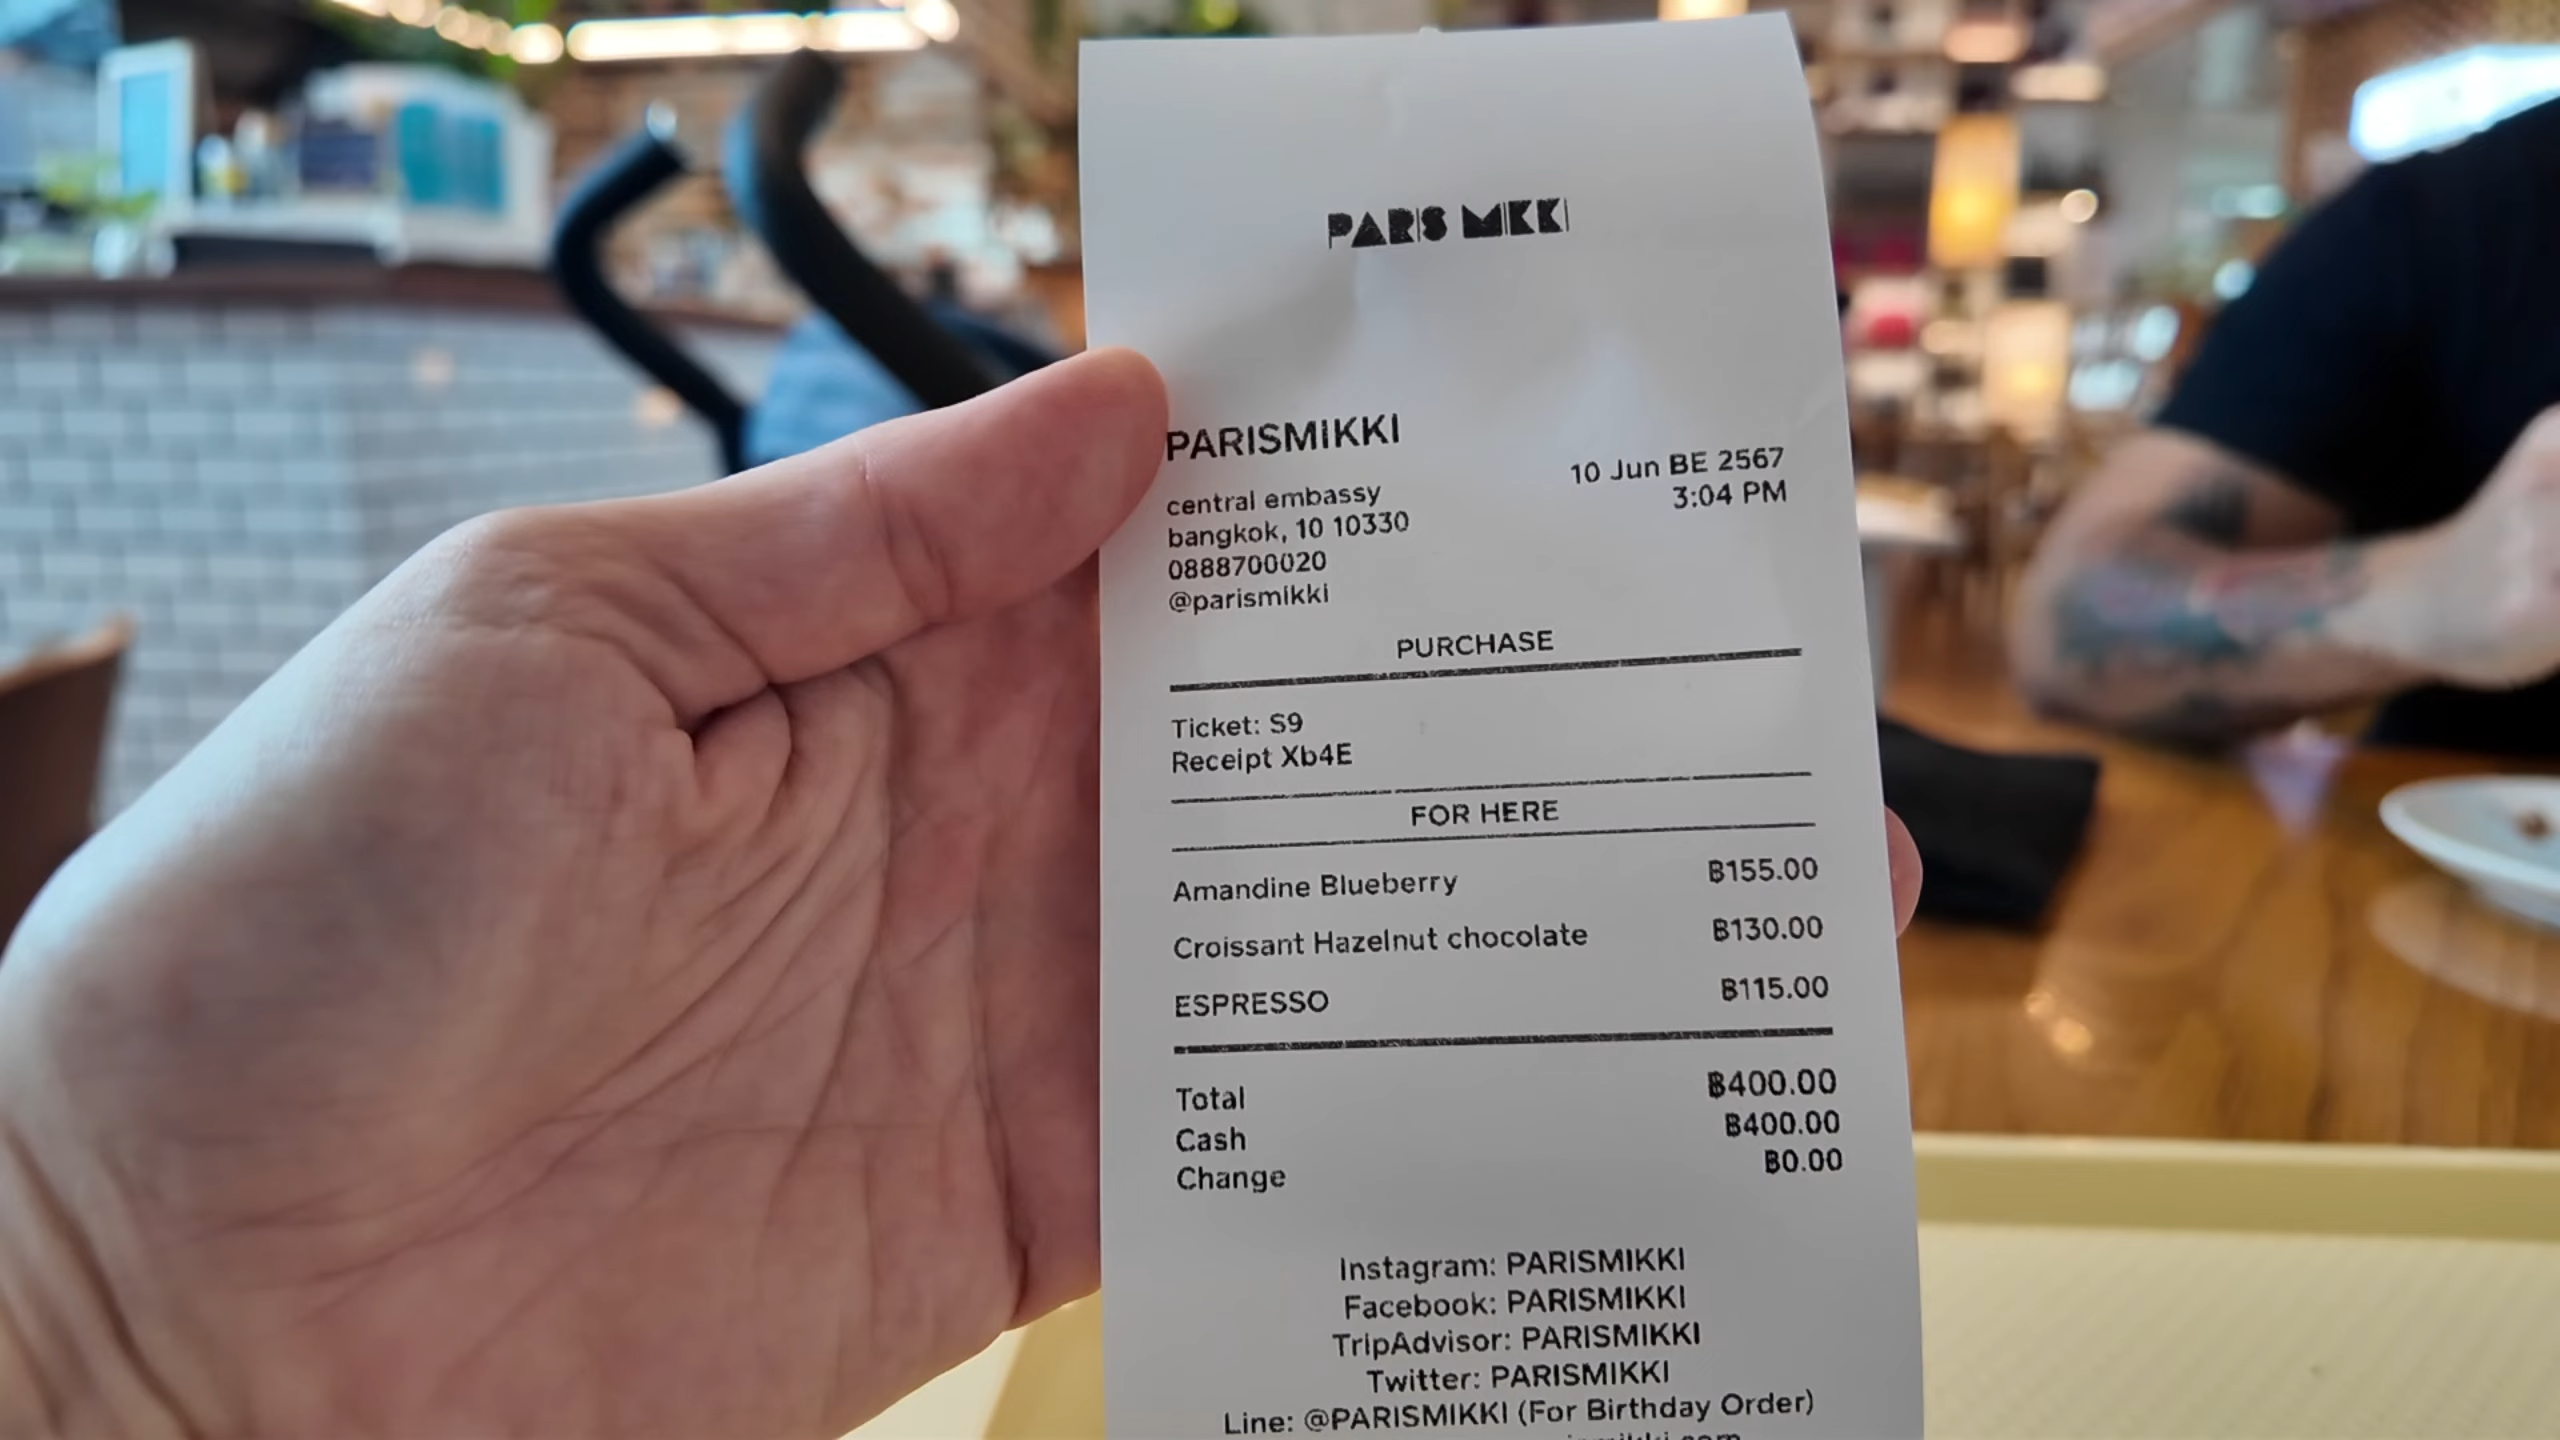 PARIS MIKKI
PARISMIKKI
central embassy
bangkok, 10 10330
0888700020
@parismikki
10 Jun BE 2567
3:04 PM
PURCHASE
Ticket: S9
Receipt Xb4E
FOR HERE
Amandine Blueberry ฿155.00
Croissant Hazelnut chocolate ฿130.00
ESPRESSO ฿115.00
Total ฿400.00
Cash ฿400.00
Change ฿0.00
Instagram: PARISMIKKI
Facebook: PARISMIKKI
TripAdvisor: PARISMIKKI
Twitter: PARISMIKKI
Line: @PARISMIKKI (For Birthday Order)